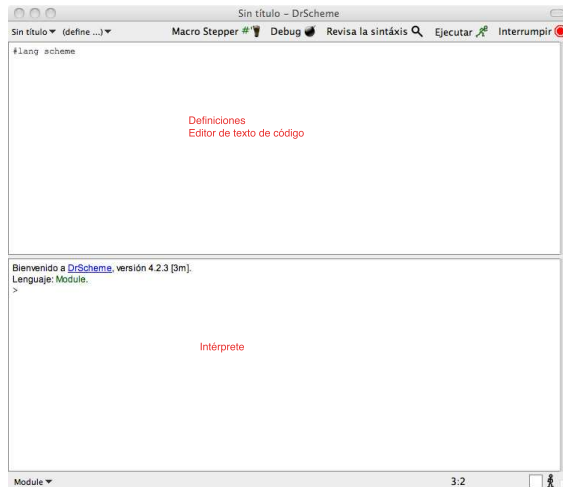 Sin título – DrScheme
Sin título (define ...) Macro Stepper #' Debug Revisa la sintáxis Ejecutar Interrumpir
#lang scheme
Definiciones
Editor de texto de código
Bienvenido a DrScheme, versión 4.2.3 [3m].
Lenguaje: Module.
>
Intérprete
Module 3:2